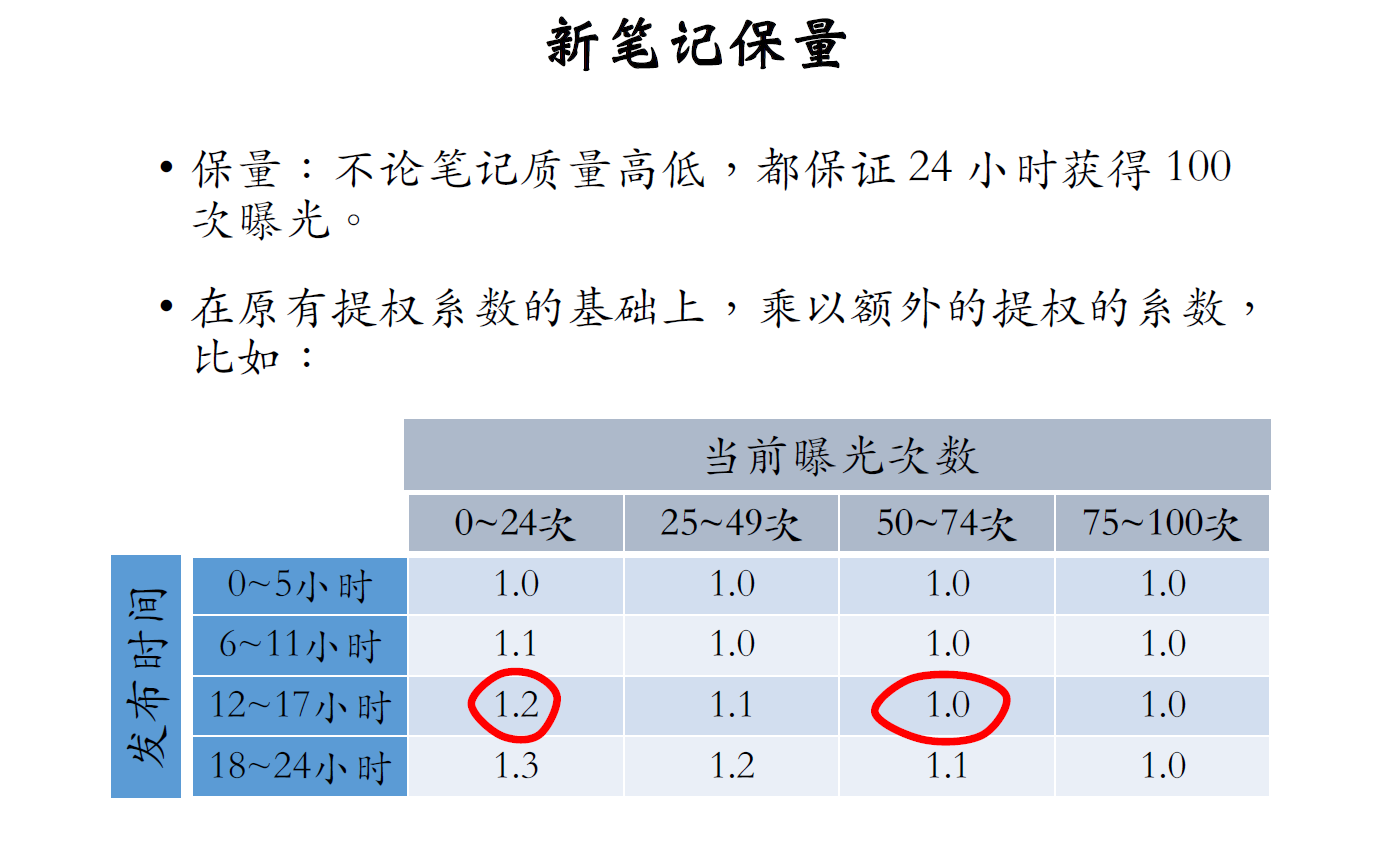 新笔记保量
• 保量：不论笔记质量高低，都保证 24 小时获得 100
次曝光。
• 在原有提权系数的基础上，乘以额外的提权的系数，
比如：
当前曝光次数
0~24次 25~49次 50~74次 75~100次
发布时间
0~5小时 1.0 1.0 1.0 1.0
6~11小时 1.1 1.0 1.0 1.0
12~17小时 1.2 1.1 1.0 1.0
18~24小时 1.3 1.2 1.1 1.0